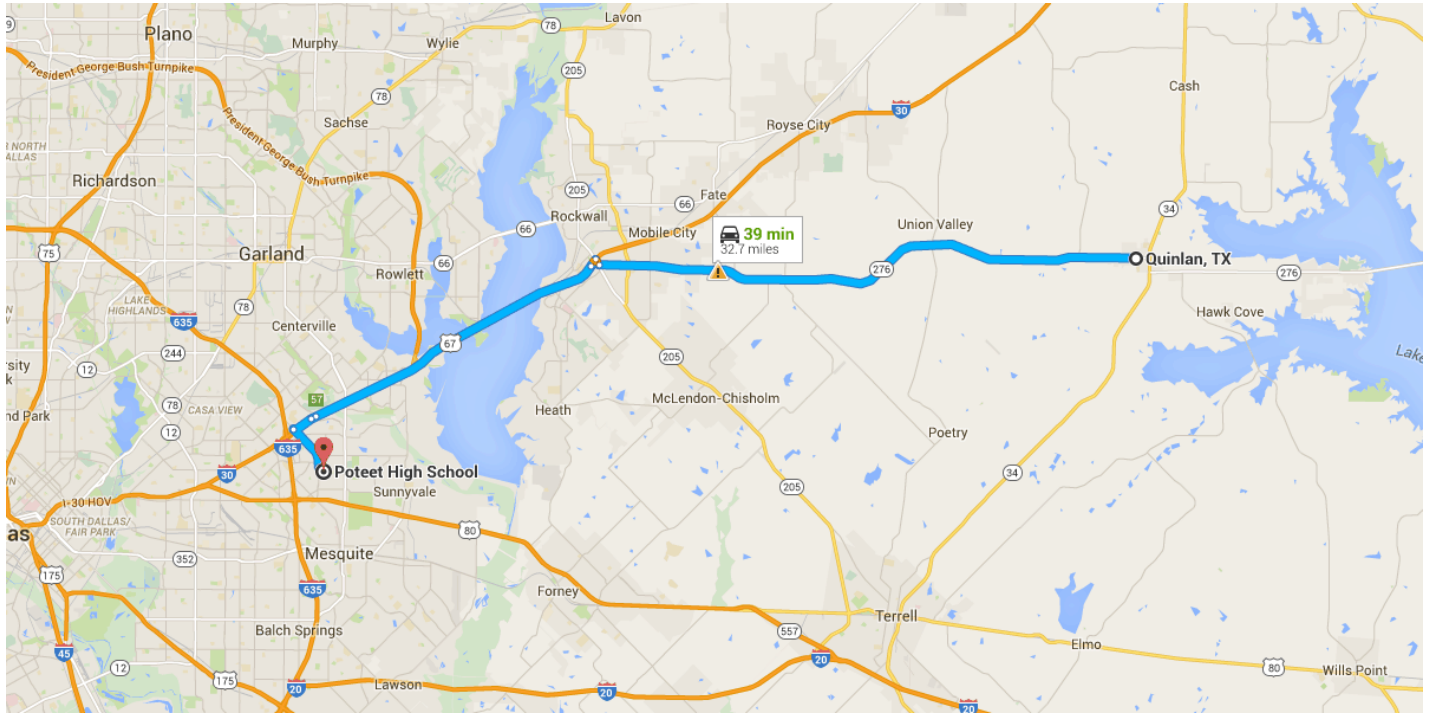 Lavon
78
Plano
Murphy
Wylie
205
President George Bush Turnpike
Cash
78
30
Royse City
Sachse
President George Bush Turnpike
Richardson
205
66
Fate
34
Rockwall
66
Union Valley
39 min
Mobile City
32.7 miles
75
Garland
66
Quinlan, TX
Rowlett
276
276
LAKE
HIGHLANDS
78
635
Centerville
Hawk Cove
67
244
205
Lake
12
57
McLendon-Chisholm
78
CASA VIEW
Heath
12
Poetry
635
Poteet High School
30
34
Sunnyvale
205
I-30 HOV
SOUTH DALLAS/
FAIR PARK
80
as
Mesquite
352
175
635
Forney
Terrell
Balch Springs
557
Elmo
45
20
12
80
Wills Point
175
20
Lawson
20
20